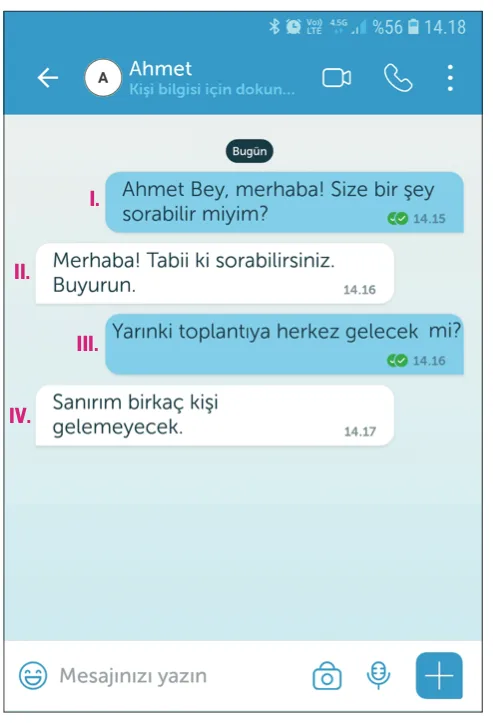 Vo)) LTE 4.5G %56 14.18
A Ahmet
Kişi bilgisi için dokun...
Bugün
I. Ahmet Bey, merhaba! Size bir şey
sorabilir miyim?
14.15
II. Merhaba! Tabii ki sorabilirsiniz.
Buyurun.
14.16
III. Yarınki toplantıya herkez gelecek mi?
14.16
IV. Sanırım birkaç kişi
gelemeyecek.
14.17
Mesajınızı yazın